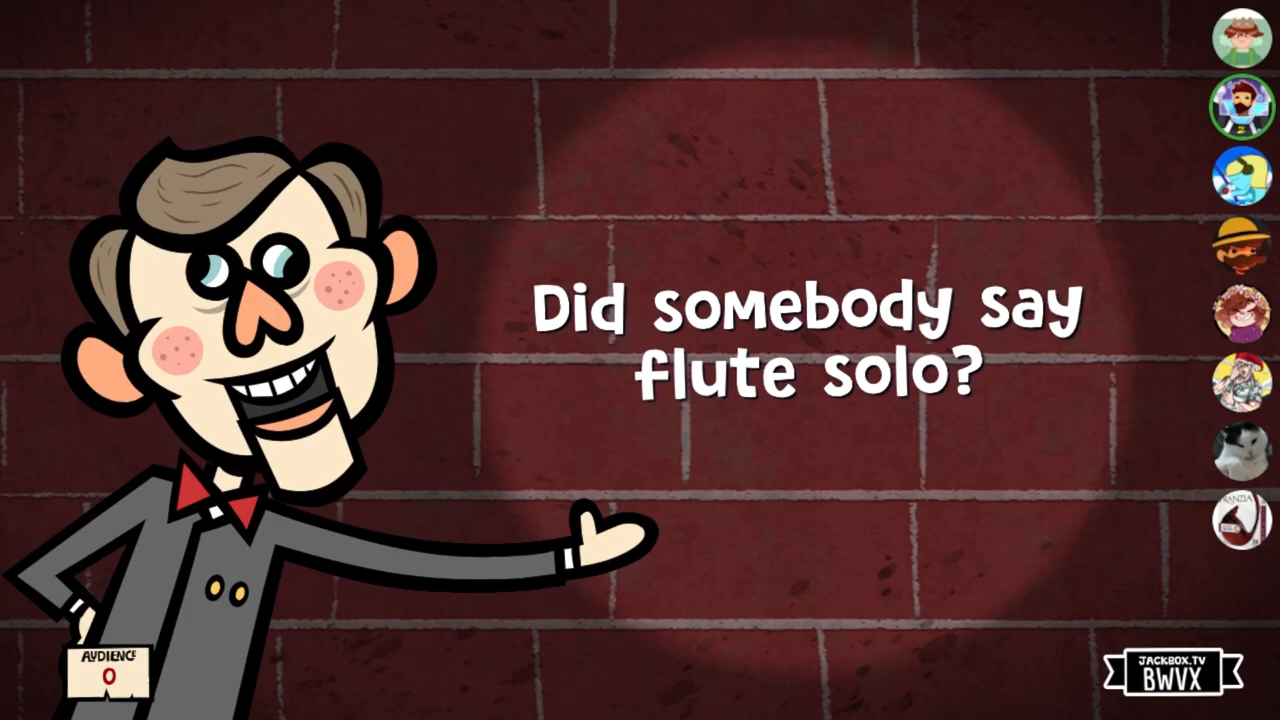 Did somebody say
flute solo?
AUDIENCE
0
JACKBOX.TV
BWVX